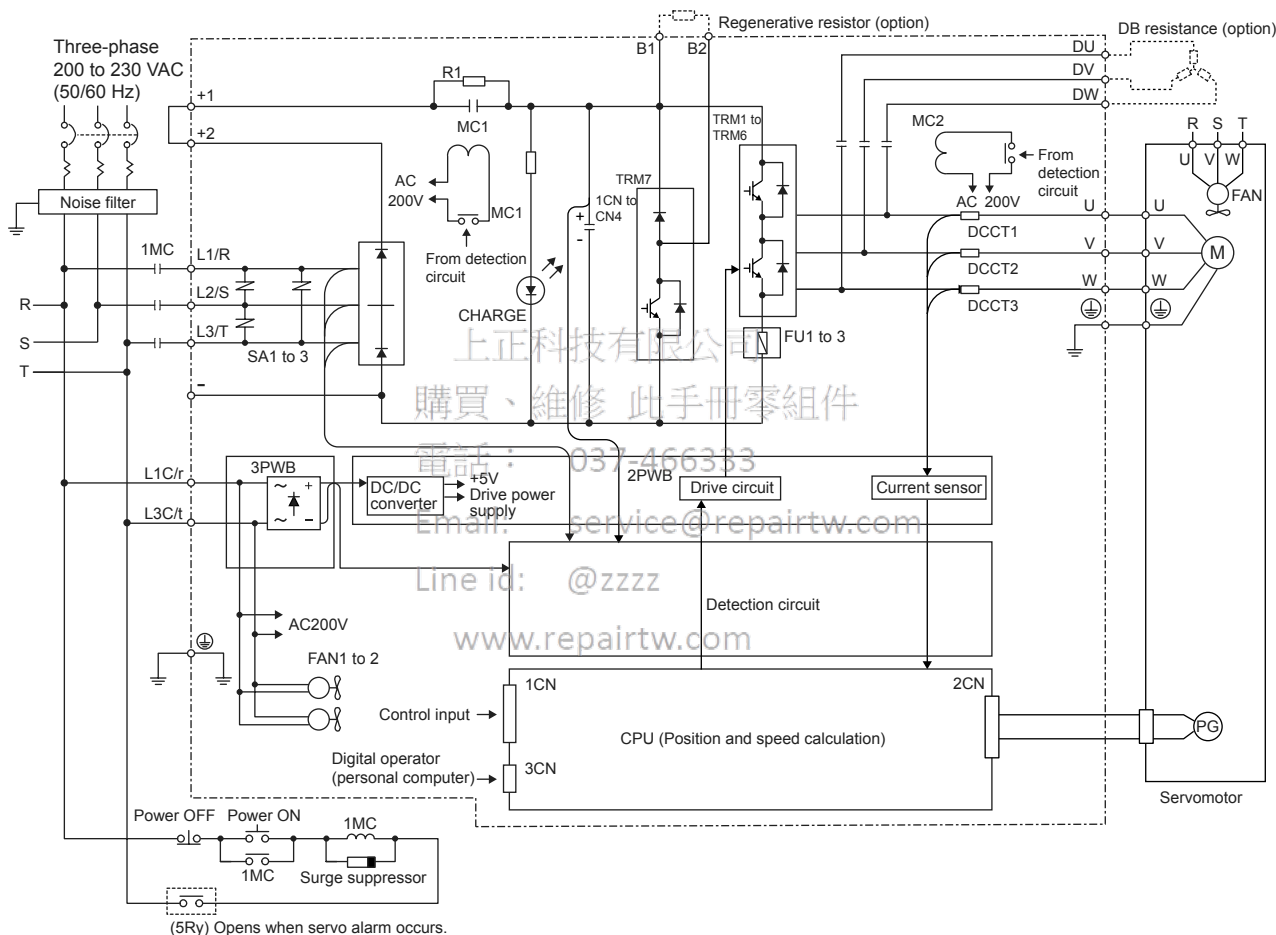 Regenerative resistor (option)
DB resistance (option)
Three-phase
200 to 230 VAC
(50/60 Hz)
B1
B2
DU
DV
DW
R1
+1
MC1
+2
TRM1 to
TRM6
MC2
From
detection
circuit
AC 200V
R S T
U V W
FAN
AC
200V
MC1
From detection
circuit
TRM7
1CN to
CN4
+
-
Noise filter
1MC
L1/R
L2/S
L3/T
R
S
T
SA1 to 3
CHARGE
FU1 to 3
DCCT1
DCCT2
DCCT3
U
V
W
U
V
W
M
-
上正科技有限公司
購買、維修 此手冊零組件
電話： 037-466333
Email: service@repairtw.com
Line id: @zzzz
www.repairtw.com
L1C/r
L3C/t
3PWB
~ +
~ −
DC/DC
converter
+5V
Drive power
supply
2PWB
Drive circuit
Current sensor
Detection circuit
AC200V
FAN1 to 2
1CN
2CN
Control input
CPU (Position and speed calculation)
Digital operator
(personal computer)
3CN
PG
Servomotor
Power OFF
Power ON
1MC
1MC
Surge suppressor
(5Ry) Opens when servo alarm occurs.